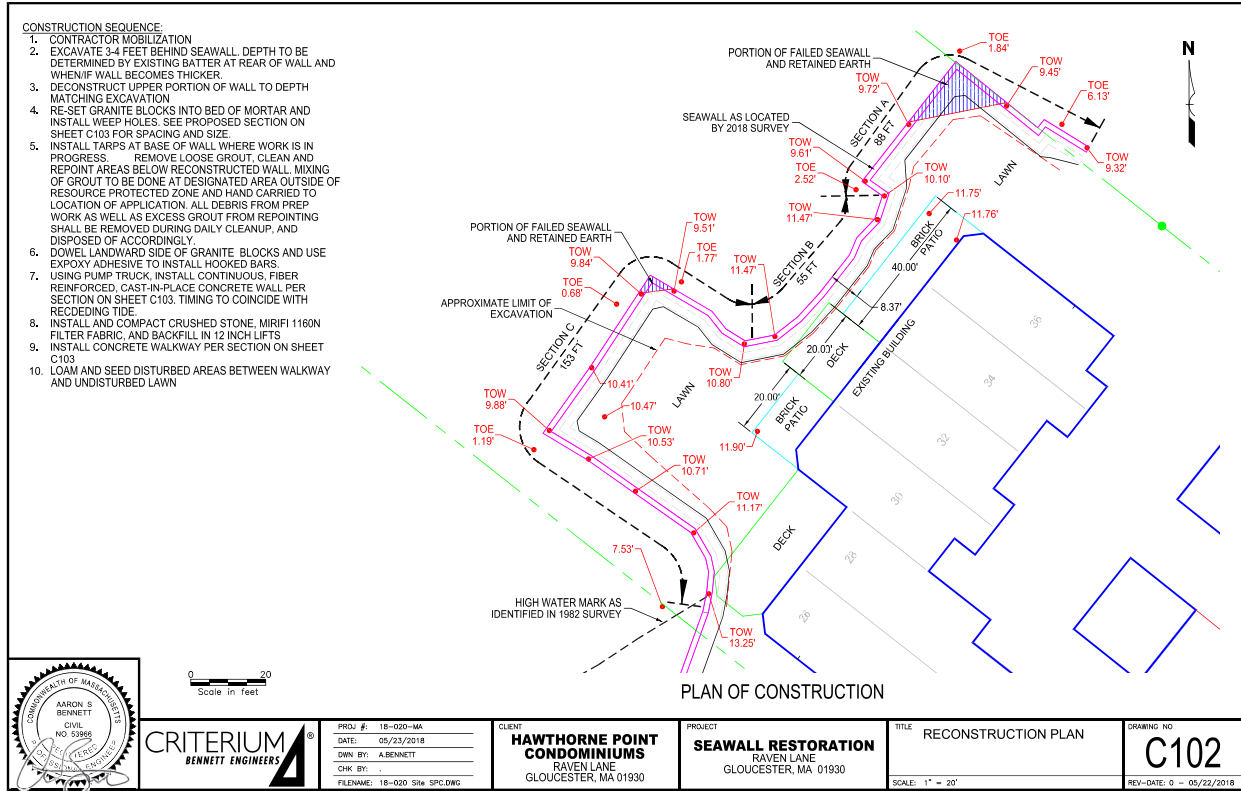 CONSTRUCTION SEQUENCE:
1. CONTRACTOR MOBILIZATION
2. EXCAVATE 3-4 FEET BEHIND SEAWALL. DEPTH TO BE
DETERMINED BY EXISTING BATTER AT REAR OF WALL AND
WHEN/IF WALL BECOMES THICKER.
3. DECONSTRUCT UPPER PORTION OF WALL TO DEPTH
MATCHING EXCAVATION
4. RE-SET GRANITE BLOCKS INTO BED OF MORTAR AND
INSTALL WEEP HOLES. SEE PROPOSED SECTION ON
SHEET C103 FOR SPACING AND SIZE.
5. INSTALL TARPS AT BASE OF WALL WHERE WORK IS IN
PROGRESS. REMOVE LOOSE GROUT, CLEAN AND
REPOINT AREAS BELOW RECONSTRUCTED WALL. MIXING
OF GROUT TO BE DONE AT DESIGNATED AREA OUTSIDE OF
RESOURCE PROTECTED ZONE AND HAND CARRIED TO
LOCATION OF APPLICATION. ALL DEBRIS FROM PREP
WORK AS WELL AS EXCESS GROUT FROM REPOINTING
SHALL BE REMOVED DURING DAILY CLEANUP, AND
DISPOSED OF ACCORDINGLY.
6. DOWEL LANDWARD SIDE OF GRANITE BLOCKS AND USE
EXPOXY ADHESIVE TO INSTALL HOOKED BARS.
7. USING PUMP TRUCK, INSTALL CONTINUOUS, FIBER
REINFORCED, CAST-IN-PLACE CONCRETE WALL PER
SECTION ON SHEET C103. TIMING TO COINCIDE WITH
RECDEDING TIDE.
8. INSTALL AND COMPACT CRUSHED STONE, MIRIFI 1160N
FILTER FABRIC, AND BACKFILL IN 12 INCH LIFTS
9. INSTALL CONCRETE WALKWAY PER SECTION ON SHEET
C103
10. LOAM AND SEED DISTURBED AREAS BETWEEN WALKWAY
AND UNDISTURBED LAWN
TOE
1.84'
PORTION OF FAILED SEAWALL
AND RETAINED EARTH
TOW
9.45'
N
TOW
9.72'
TOE
6.13'
SECTION A
88 FT
SEAWALL AS LOCATED
BY 2018 SURVEY
TOW
9.61'
TOE
2.52'
LAWN
TOW
9.32'
TOW
10.10'
11.75'
TOW
11.47'
11.76'
PORTION OF FAILED SEAWALL
AND RETAINED EARTH
TOW
9.51'
TOE
1.77'
TOW
9.84'
TOW
11.47'
SECTION B
55 FT
BRICK
PATIO
40.00'
TOE
0.68'
APPROXIMATE LIMIT OF
EXCAVATION
8.37'
36
SECTION C
153 FT
20.03'
DECK
EXISTING BUILDING
TOW
10.80'
34
10.41'
LAWN
20.00'
BRICK
PATIO
TOW
9.88'
10.47'
32
TOE
1.19'
TOW
10.53'
11.90'
TOW
10.71'
30
TOW
11.17'
DECK
28
7.53'
HIGH WATER MARK AS
IDENTIFIED IN 1982 SURVEY
26
TOW
13.25'
0 20
Scale in feet
PLAN OF CONSTRUCTION
COMMONWEALTH OF MASSACHUSETTS
AARON S
BENNETT
CIVIL
NO. 53966
REGISTERED
PROFESSIONAL ENGINEER
CRITERIUM ®
BENNETT ENGINEERS
PROJ #: 18-020-MA
DATE: 05/23/2018
DWN BY: A.BENNETT
CHK BY: .
FILENAME: 18-020 Site SPC.DWG
CLIENT
HAWTHORNE POINT
CONDOMINIUMS
RAVEN LANE
GLOUCESTER, MA 01930
PROJECT
SEAWALL RESTORATION
RAVEN LANE
GLOUCESTER, MA 01930
TITLE
RECONSTRUCTION PLAN
SCALE: 1" = 20'
DRAWING NO
C102
REV-DATE: 0 - 05/22/2018